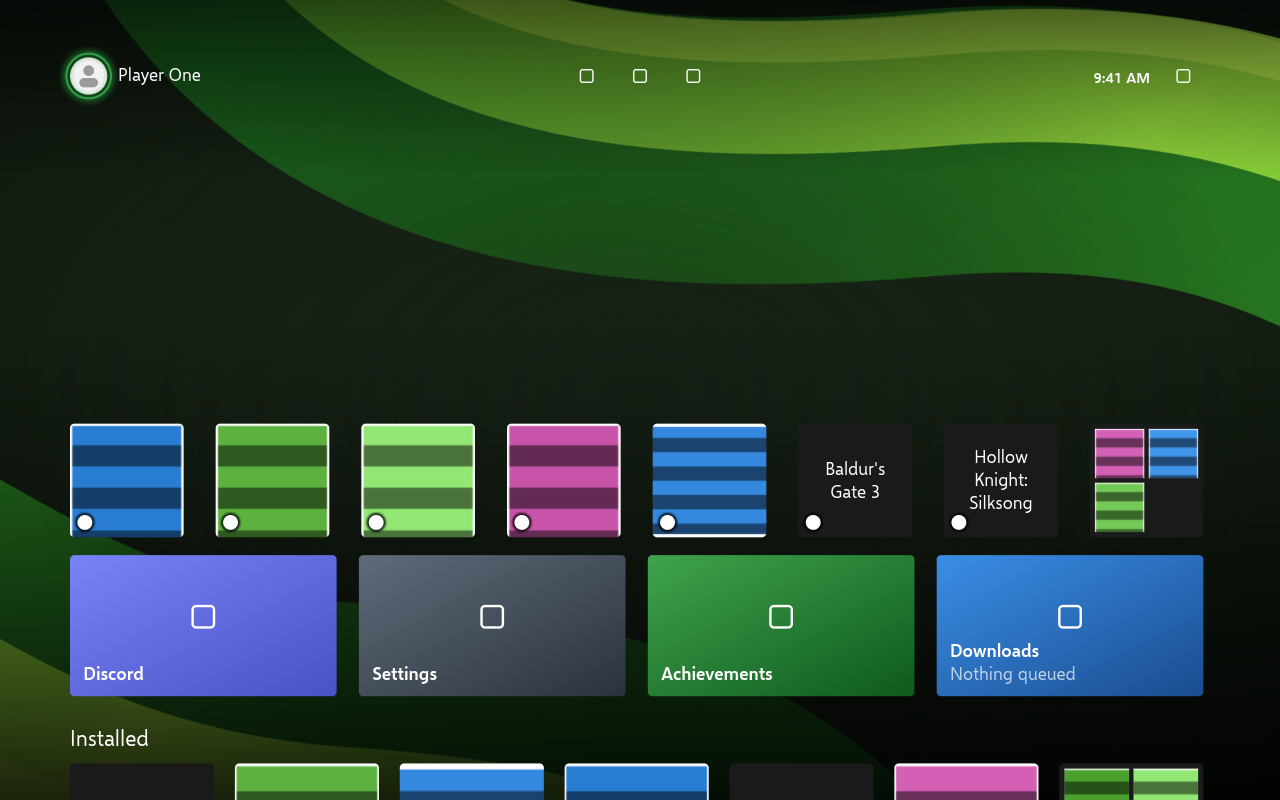 Player One
9:41 AM
Baldur's
Gate 3
Hollow
Knight:
Silksong
Discord
Settings
Achievements
Downloads
Nothing queued
Installed